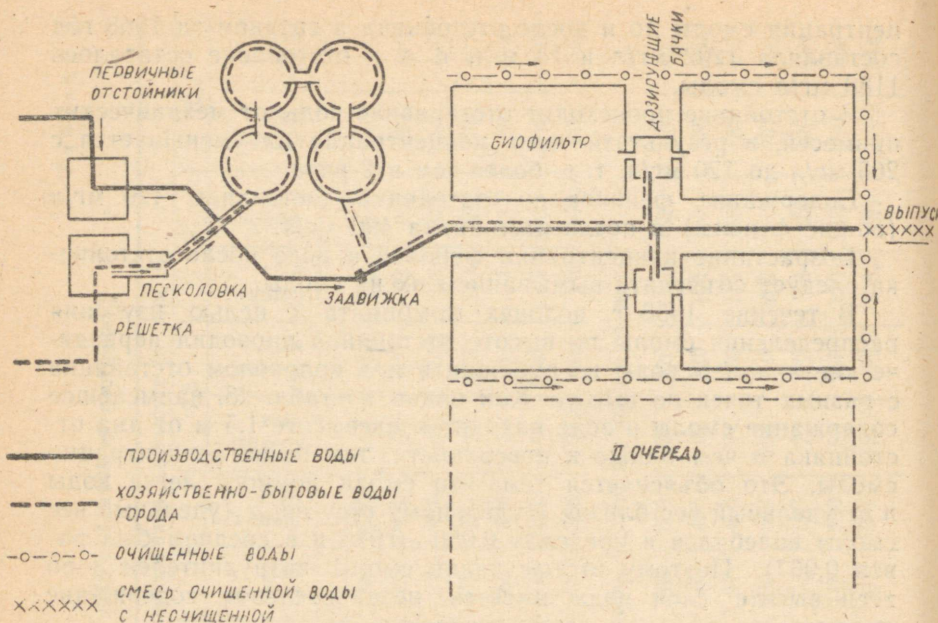 ПЕРВИЧНЫЕ
ОТСТОЙНИКИ
ДОЗИРУЮЩИЕ
БАЧКИ
БИОФИЛЬТР
ВЫПУСК
ПЕСКОЛОВКА
ЗАДВИЖКА
РЕШЕТКА
II ОЧЕРЕДЬ
ПРОИЗВОДСТВЕННЫЕ ВОДЫ
ХОЗЯЙСТВЕННО-БЫТОВЫЕ ВОДЫ
ГОРОДА
ОЧИЩЕННЫЕ ВОДЫ
СМЕСЬ ОЧИЩЕННОЙ ВОДЫ
С НЕОЧИЩЕННОЙ